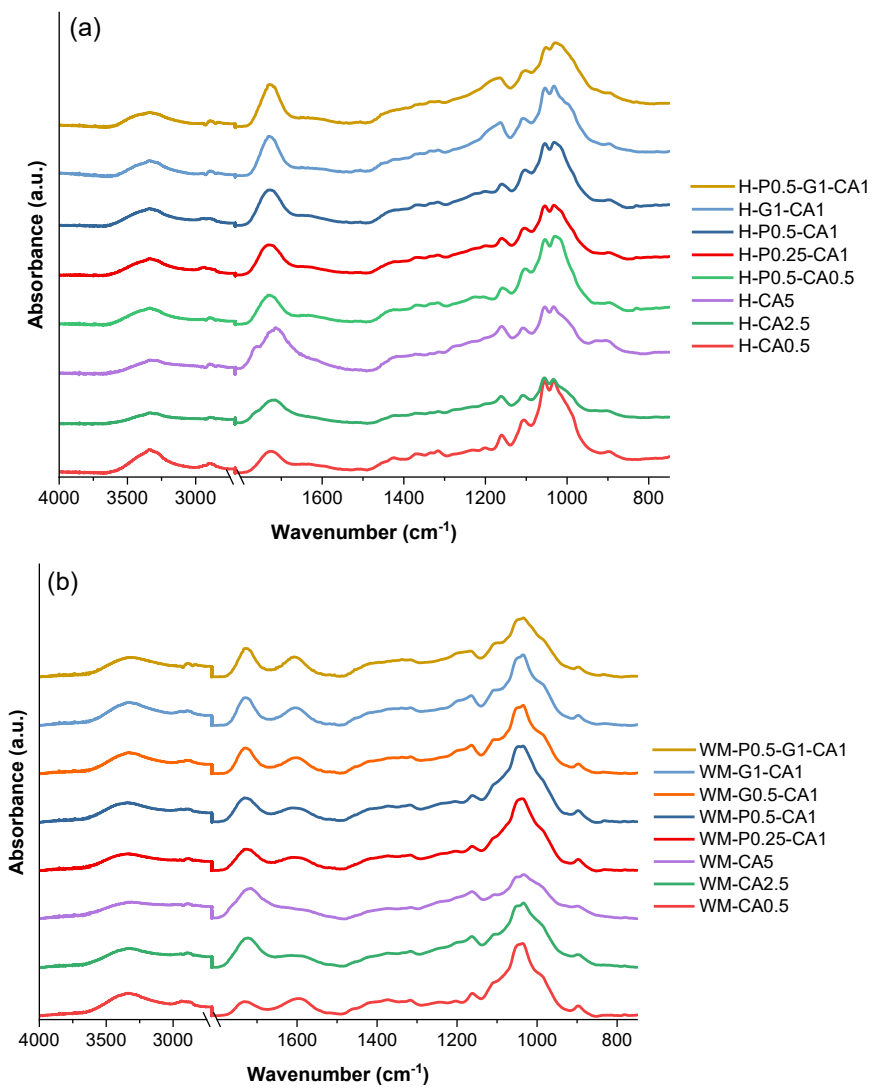 (a)
Absorbance (a.u.)
H-P0.5-G1-CA1
H-G1-CA1
H-P0.5-CA1
H-P0.25-CA1
H-P0.5-CA0.5
H-CA5
H-CA2.5
H-CA0.5
4000 3500 3000 1600 1400 1200 1000 800
Wavenumber (cm⁻¹)
(b)
Absorbance (a.u.)
WM-P0.5-G1-CA1
WM-G1-CA1
WM-G0.5-CA1
WM-P0.5-CA1
WM-P0.25-CA1
WM-CA5
WM-CA2.5
WM-CA0.5
4000 3500 3000 1600 1400 1200 1000 800
Wavenumber (cm⁻¹)